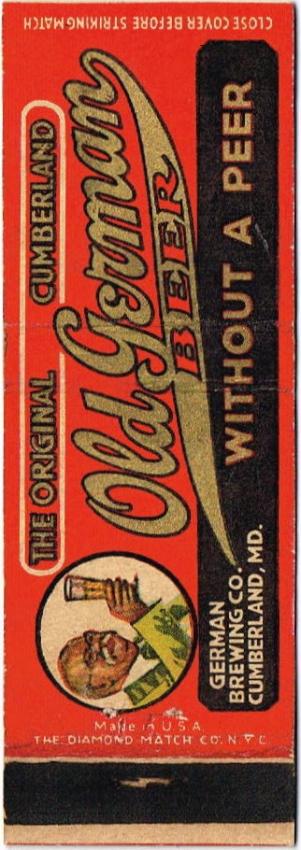 CLOSE COVER BEFORE STRIKING MATCH
THE ORIGINAL CUMBERLAND
Old German
BEER
WITHOUT A PEER
GERMAN
BREWING CO.
CUMBERLAND, MD.
Made in U.S.A
THE DIAMOND MATCH CO. N.Y.C